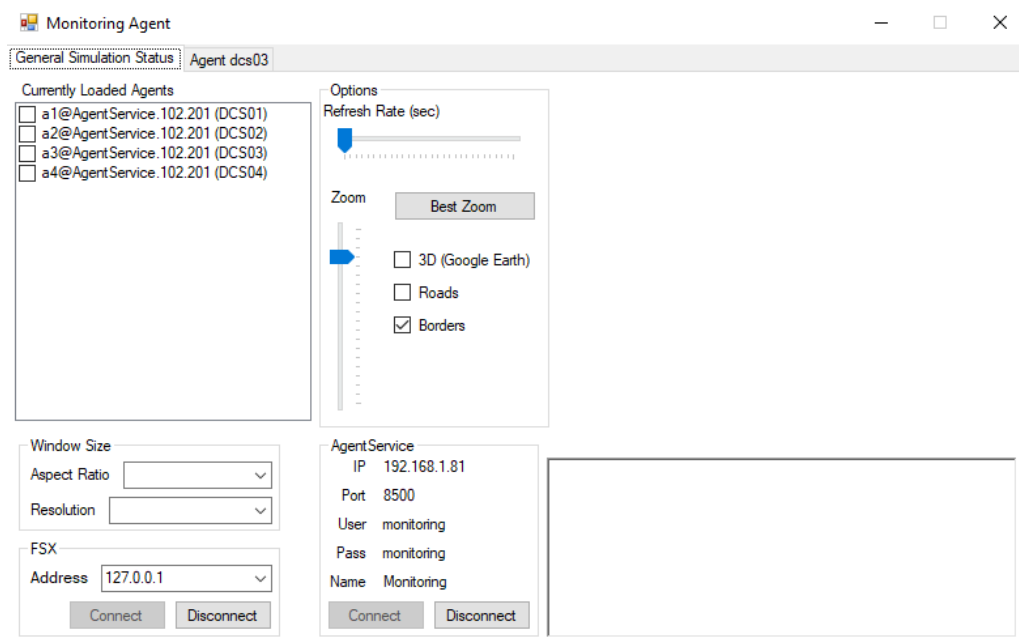 Monitoring Agent
General Simulation Status
Agent dcs03
Currently Loaded Agents
a1@AgentService.102.201 (DCS01)
a2@AgentService.102.201 (DCS02)
a3@AgentService.102.201 (DCS03)
a4@AgentService.102.201 (DCS04)
Options
Refresh Rate (sec)
Zoom
Best Zoom
3D (Google Earth)
Roads
Borders
Window Size
Aspect Ratio
Resolution
FSX
Address 127.0.0.1
Connect Disconnect
AgentService
IP 192.168.1.81
Port 8500
User monitoring
Pass monitoring
Name Monitoring
Connect Disconnect